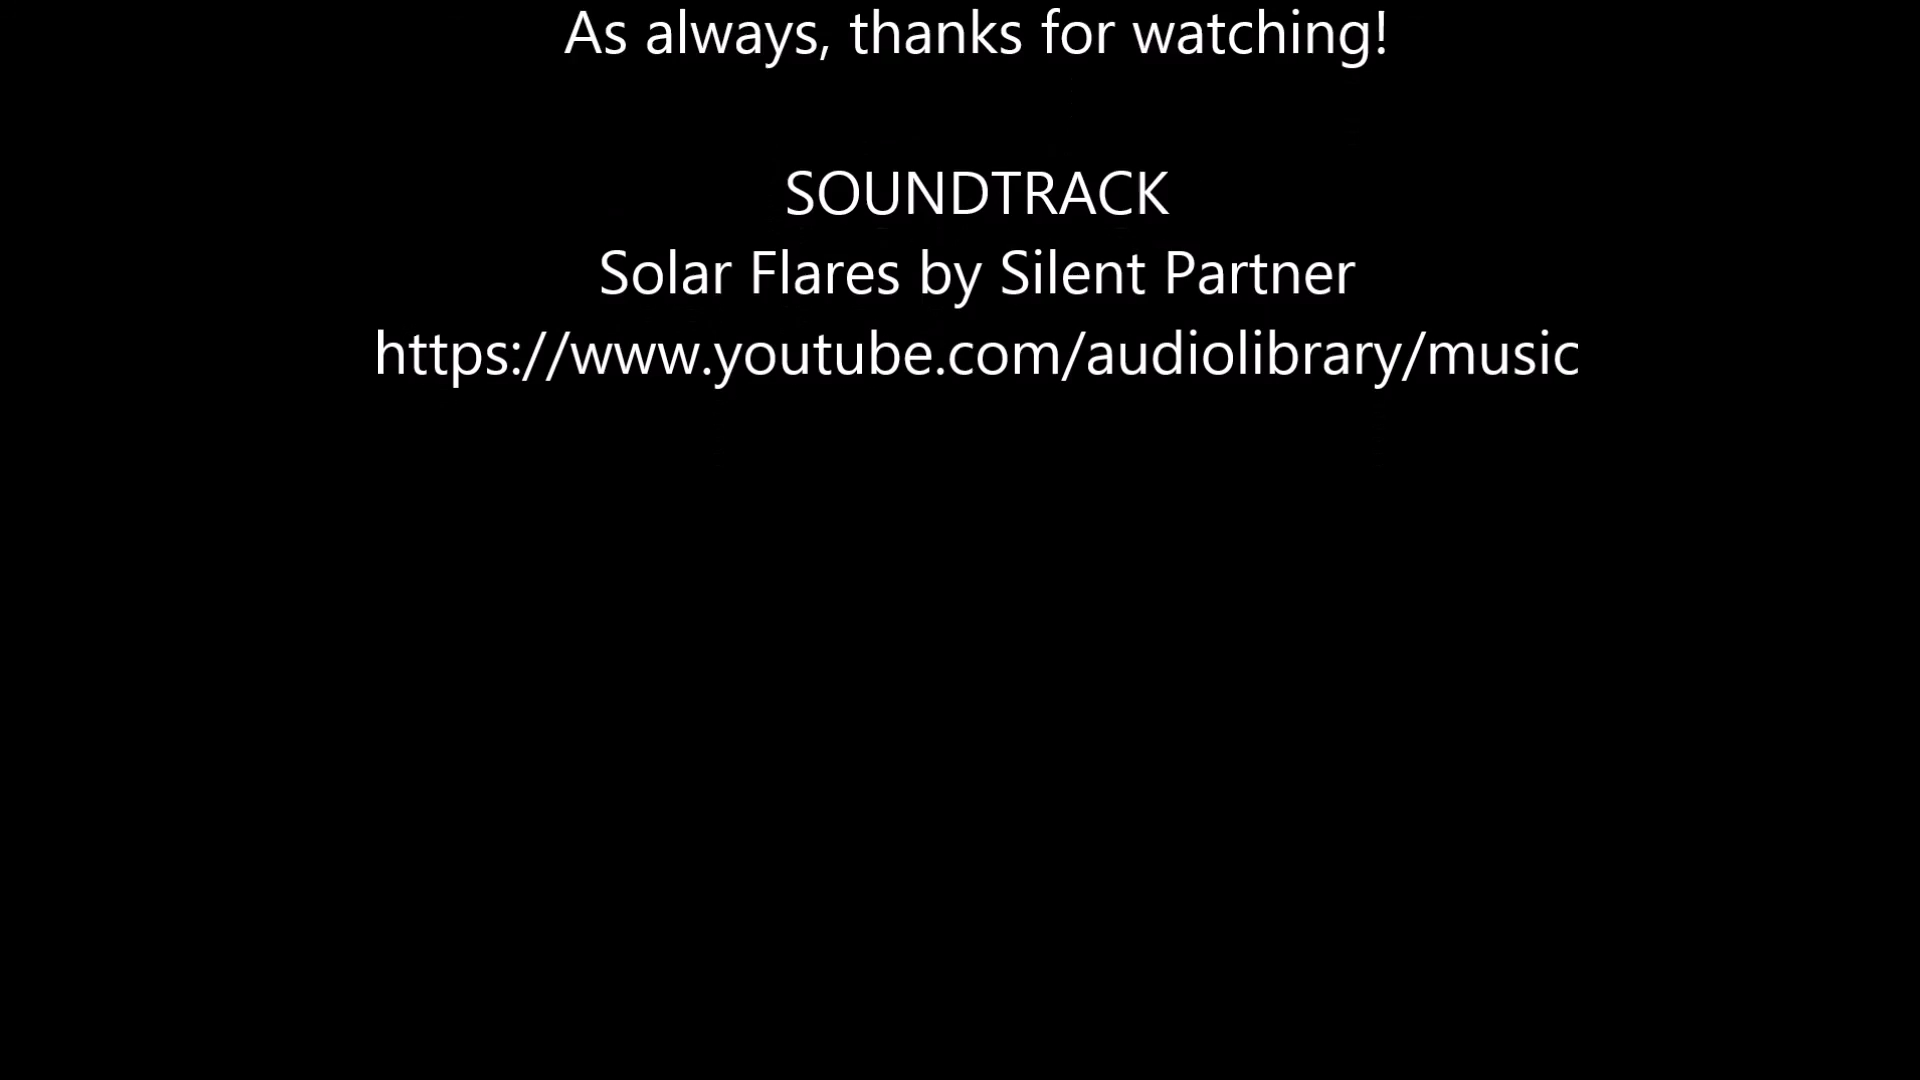 As always, thanks for watching!
SOUNDTRACK
Solar Flares by Silent Partner
https://www.youtube.com/audiolibrary/music